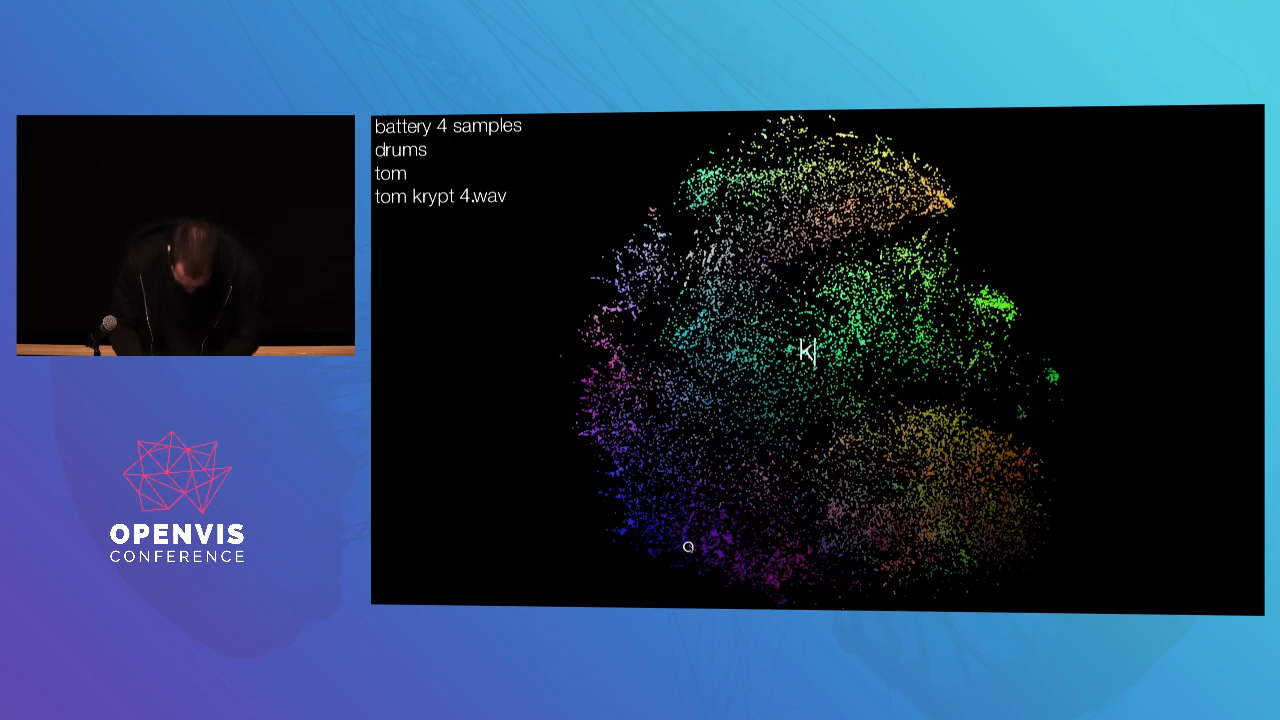 battery 4 samples
drums
tom
tom krypt 4.wav
k
OPENVIS
CONFERENCE